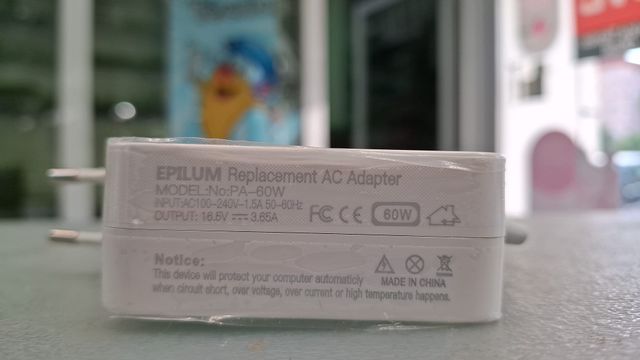 EPILUM Replacement AC Adapter
MODEL:No:PA-60W
INPUT:AC100-240V-1.5A 50-60Hz
OUTPUT: 16.5V⎓3.65A
FC CE 60W
Notice:
This device will protect your computer automaticly
when circuit short, over voltage, over current or high temperature happens.
MADE IN CHINA